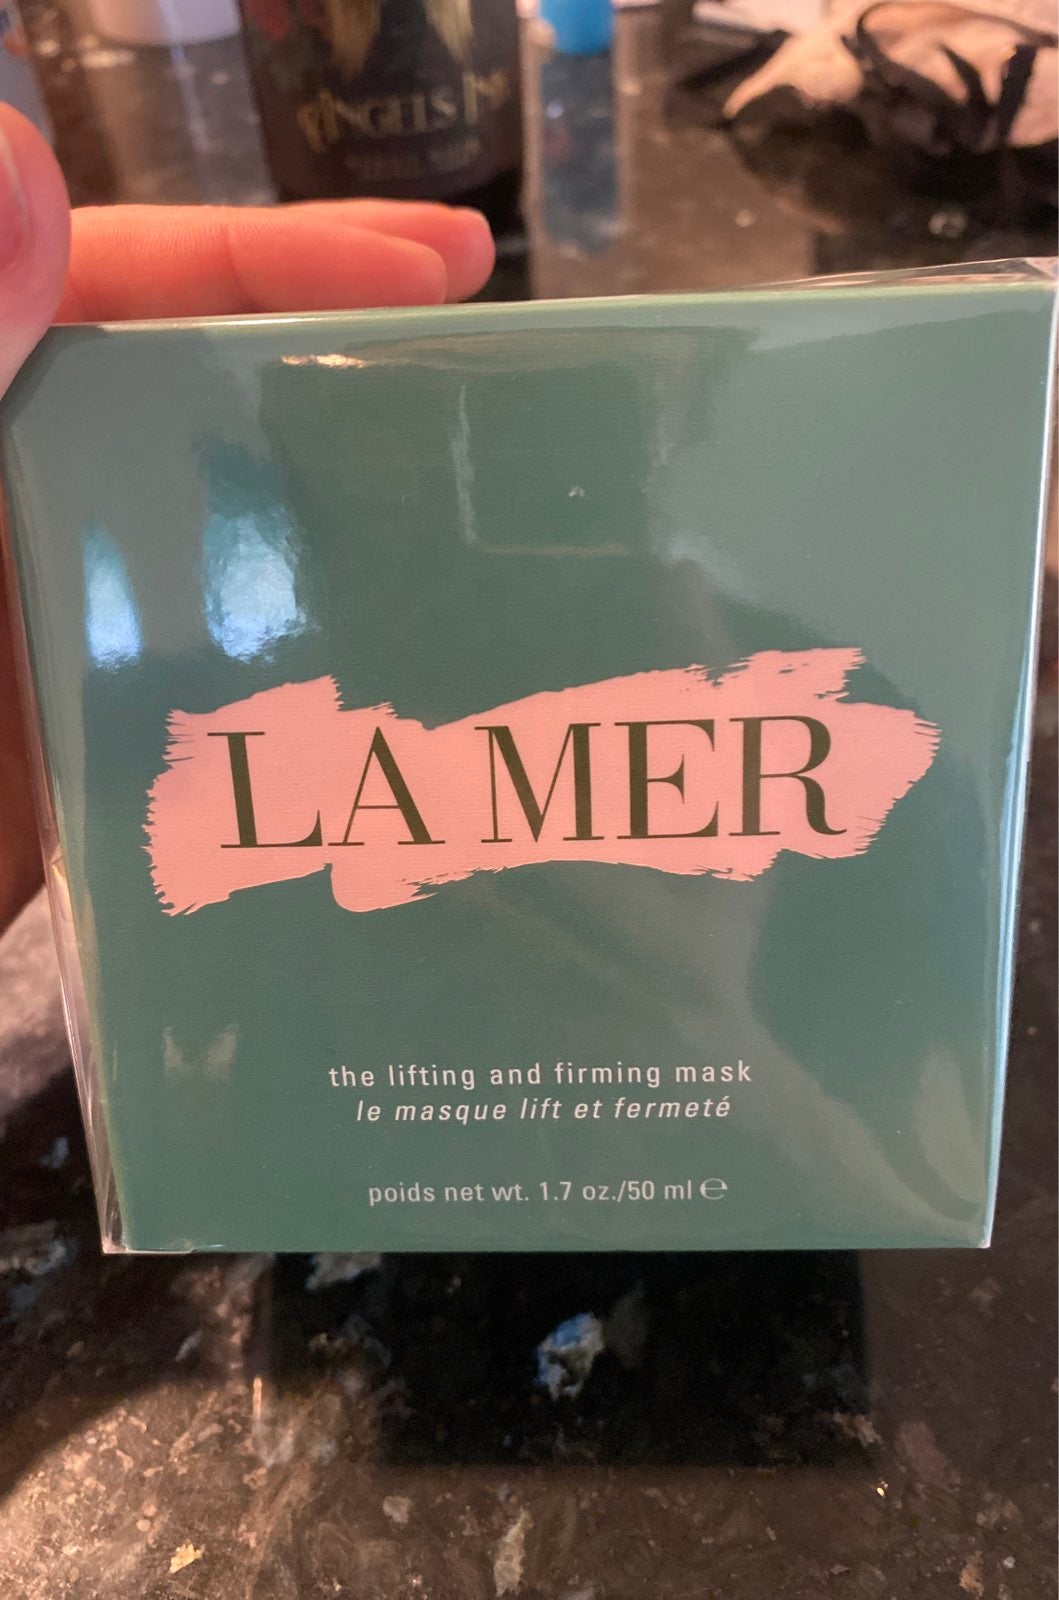 ANGELS
LA MER
the lifting and firming mask
le masque lift et fermeté
poids net wt. 1.7 oz./50 ml ℮